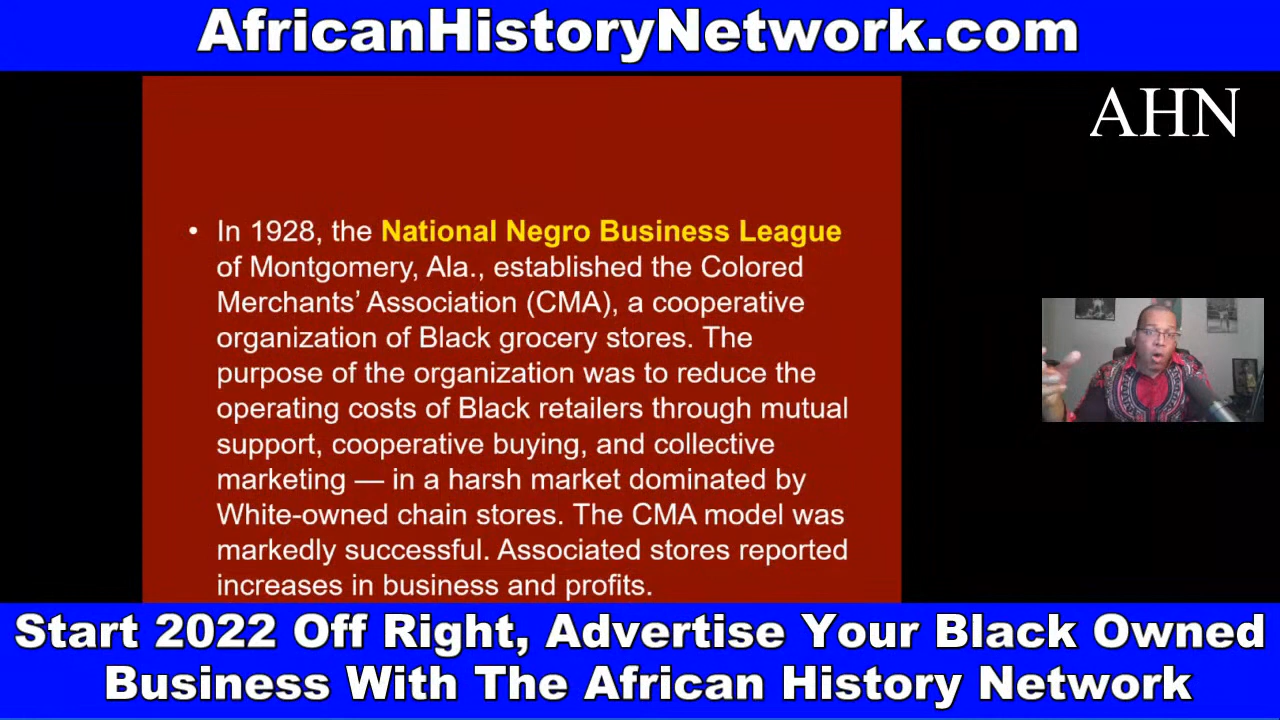 AfricanHistoryNetwork.com
AHN
• In 1928, the National Negro Business League
of Montgomery, Ala., established the Colored
Merchants’ Association (CMA), a cooperative
organization of Black grocery stores. The
purpose of the organization was to reduce the
operating costs of Black retailers through mutual
support, cooperative buying, and collective
marketing — in a harsh market dominated by
White-owned chain stores. The CMA model was
markedly successful. Associated stores reported
increases in business and profits.
Start 2022 Off Right, Advertise Your Black Owned
Business With The African History Network